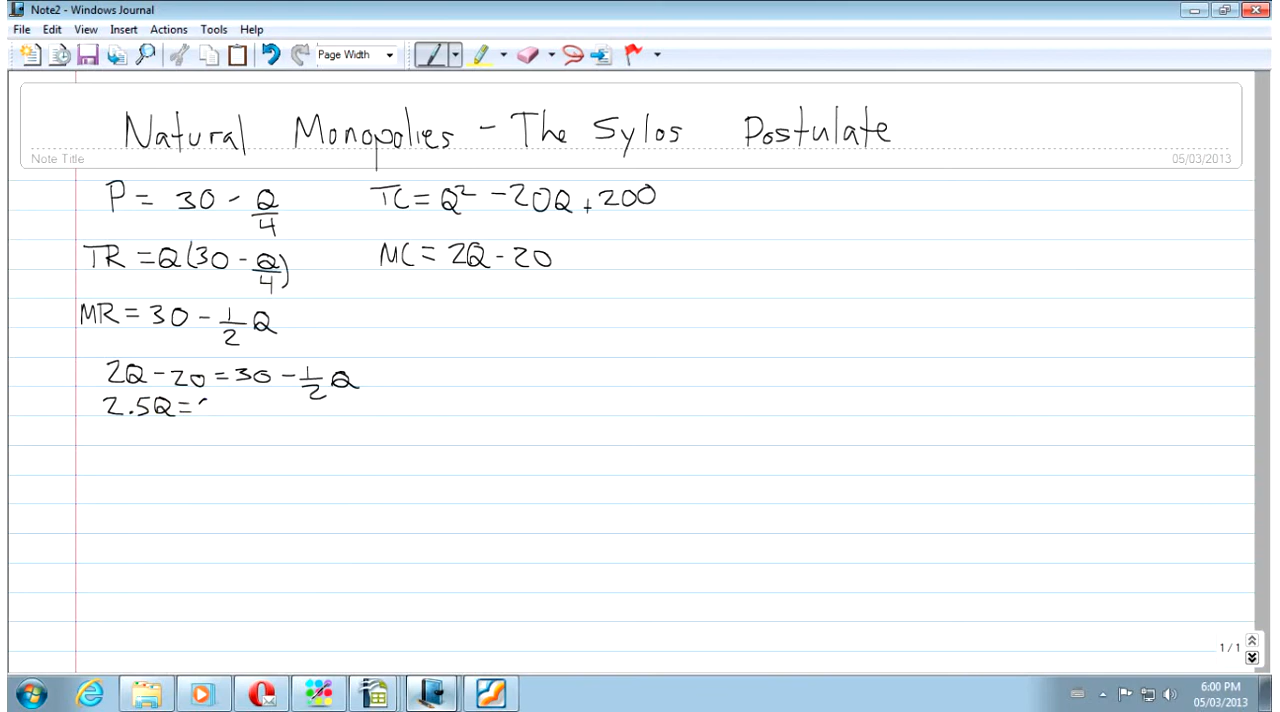 Note2 - Windows Journal
File Edit View Insert Actions Tools Help
Page Width
Natural Monopolies - The Sylos Postulate
Note Title 05/03/2013
P = 30 - Q/4 TC = Q² - 20Q + 200
TR = Q(30 - Q/4) MC = 2Q - 20
MR = 30 - 1/2 Q
2Q - 20 = 30 - 1/2 Q
2.5Q =
1 / 1
6:00 PM
05/03/2013